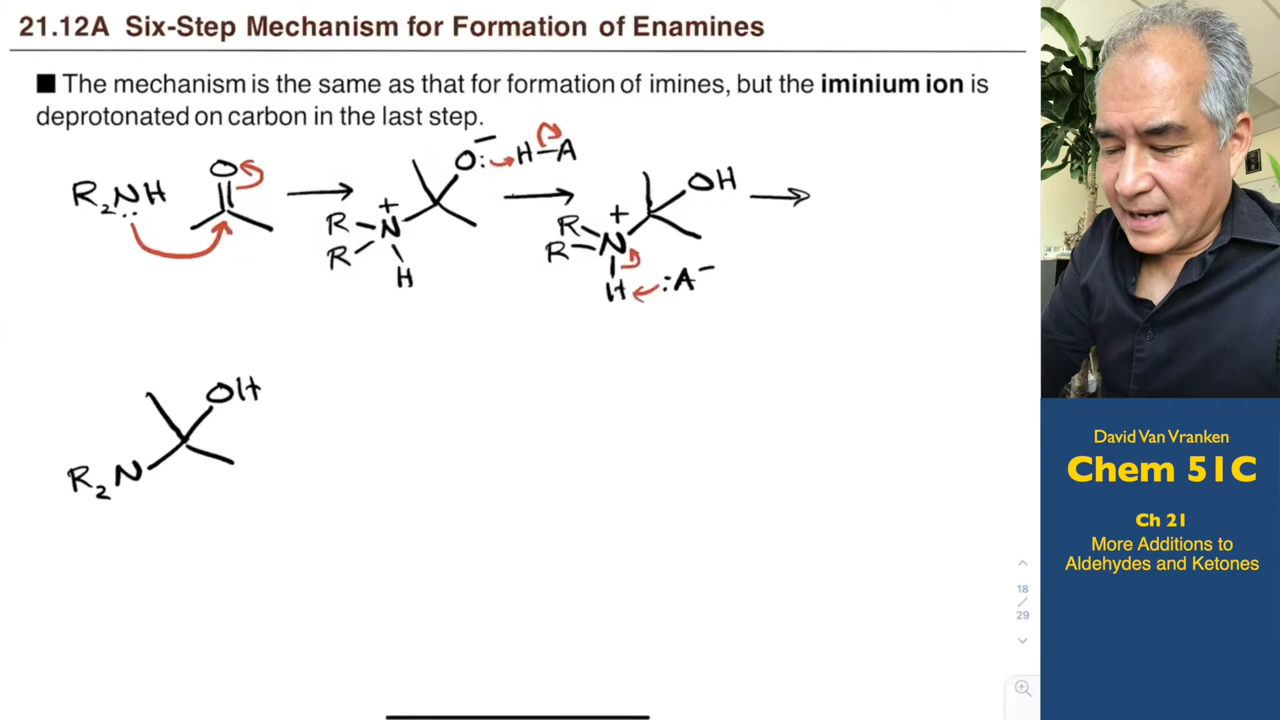 21.12A Six-Step Mechanism for Formation of Enamines
■ The mechanism is the same as that for formation of imines, but the iminium ion is
deprotonated on carbon in the last step.
R₂NH
O
O:⁻ H–A
R R N⁺ H
OH
R R N⁺ H :A⁻
R₂N OH
David Van Vranken
Chem 51C
Ch 21
More Additions to
Aldehydes and Ketones
18
/
29